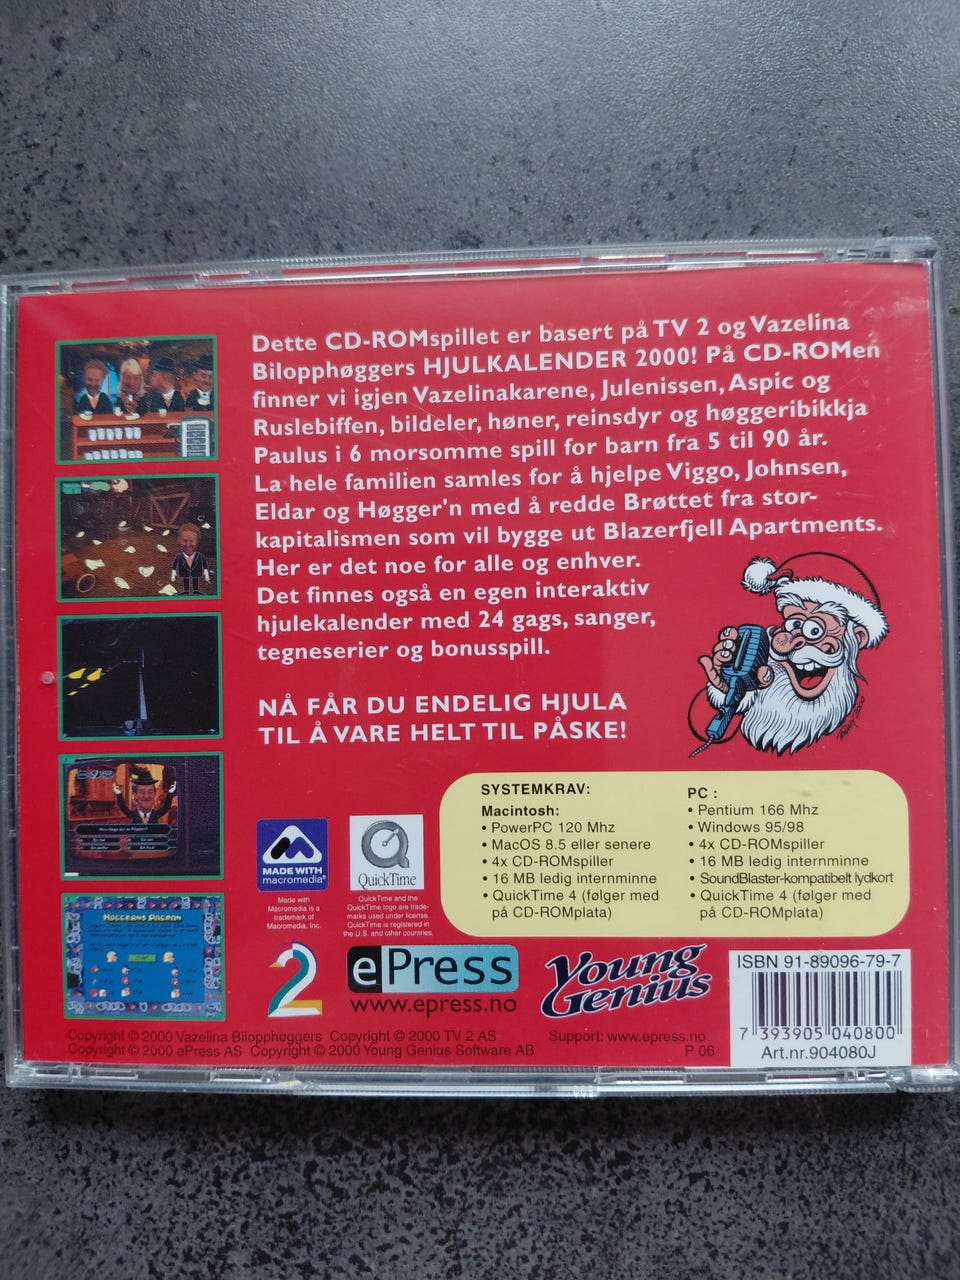 Dette CD-ROMspillet er basert på TV 2 og Vazelina
Bilopphøggers HJULKALENDER 2000! På CD-ROMen
finner vi igjen Vazelinakarene, Julenissen, Aspic og
Ruslebiffen, bildeler, høner, reinsdyr og høggeribikkja
Paulus i 6 morsomme spill for barn fra 5 til 90 år.
La hele familien samles for å hjelpe Viggo, Johnsen,
Eldar og Høgger'n med å redde Brøttet fra stor-
kapitalismen som vil bygge ut Blazerfjell Apartments.
Her er det noe for alle og enhver.
Det finnes også en egen interaktiv
hjulekalender med 24 gags, sanger,
tegneserier og bonusspill.
NÅ FÅR DU ENDELIG HJULA
TIL Å VARE HELT TIL PÅSKE!
SYSTEMKRAV:
Macintosh:
• PowerPC 120 Mhz
• MacOS 8.5 eller senere
• 4x CD-ROMspiller
• 16 MB ledig internminne
• QuickTime 4 (følger med
på CD-ROMplata)
PC :
• Pentium 166 Mhz
• Windows 95/98
• 4x CD-ROMspiller
• 16 MB ledig internminne
• SoundBlaster-kompatibelt lydkort
• QuickTime 4 (følger med
på CD-ROMplata)
MADE WITH
macromedia®
Made with
Macromedia is a
trademark of
Macromedia, Inc.
QuickTime
QuickTime and the
QuickTime logo are trade-
marks used under license.
QuickTime is registered in
the U.S. and other countries.
2
ePress
www.epress.no
Young
Genius
ISBN 91-89096-79-7
7 393905 040800
Art.nr.904080J
Copyright © 2000 Vazelina Bilopphøggers Copyright © 2000 TV 2 AS
Copyright © 2000 ePress AS Copyright © 2000 Young Genius Software AB
Support: www.epress.no
P 06